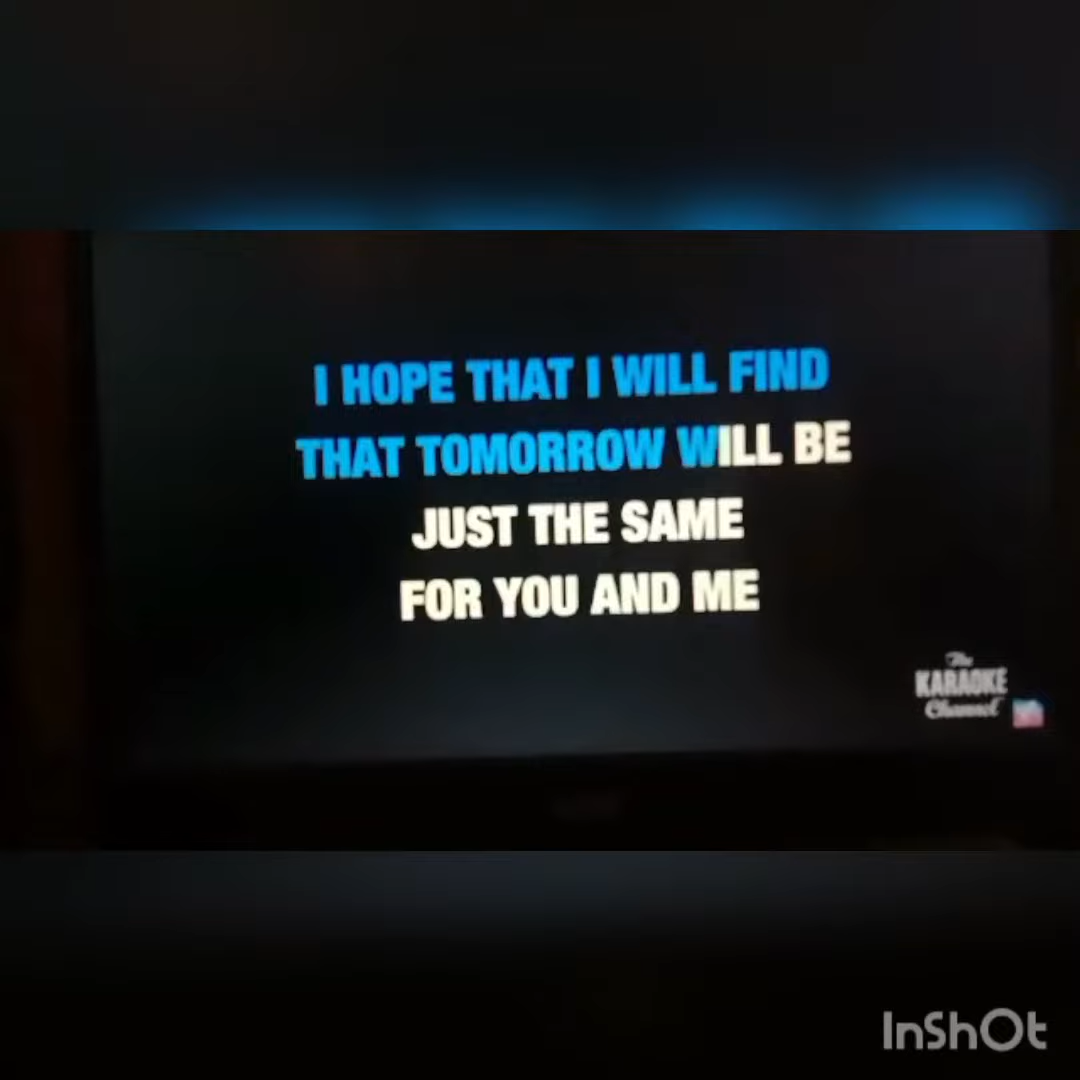 I HOPE THAT I WILL FIND
THAT TOMORROW WILL BE
JUST THE SAME
FOR YOU AND ME
The
KARAOKE
Channel
InShOt